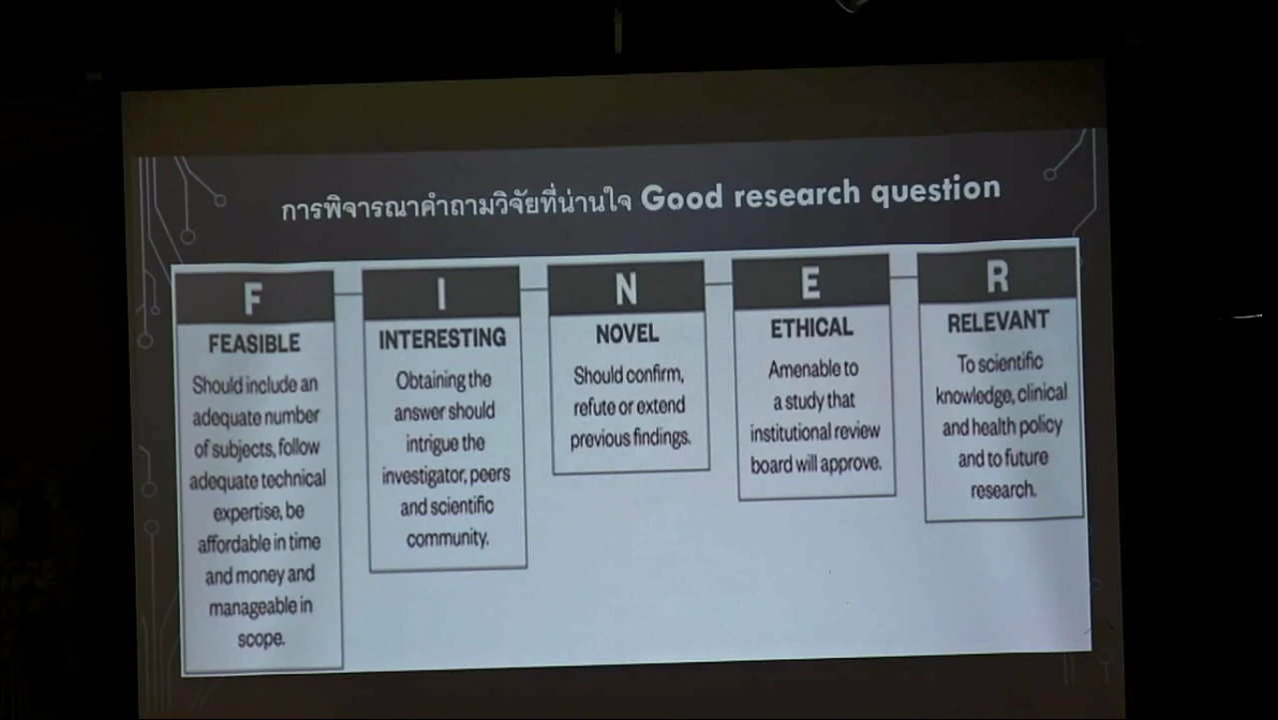 การพิจารณาคำถามวิจัยที่น่านใจ Good research question
F
FEASIBLE
Should include an
adequate number
of subjects, follow
adequate technical
expertise, be
affordable in time
and money and
manageable in
scope.
I
INTERESTING
Obtaining the
answer should
intrigue the
investigator, peers
and scientific
community.
N
NOVEL
Should confirm,
refute or extend
previous findings.
E
ETHICAL
Amenable to
a study that
institutional review
board will approve.
R
RELEVANT
To scientific
knowledge, clinical
and health policy
and to future
research.